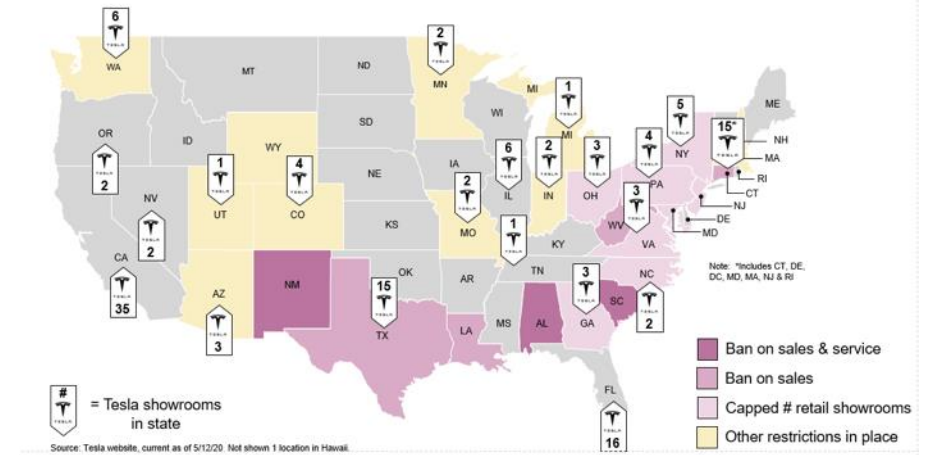 6
TESLA
WA
MT
ND
2
TESLA
MN
MI
1
TESLA
MI
5
TESLA
NY
15*
TESLA
ME
NH
MA
RI
CT
NJ
DE
MD
OR
TESLA
2
ID
WY
SD
WI
6
TESLA
IL
2
TESLA
IN
3
TESLA
OH
4
TESLA
PA
3
TESLA
WV
VA
NV
TESLA
2
1
TESLA
UT
4
TESLA
CO
NE
IA
2
TESLA
MO
KS
1
TESLA
KY
CA
TESLA
35
AZ
TESLA
3
NM
OK
15
TESLA
TX
AR
TN
NC
TESLA
2
3
TESLA
GA
SC
LA
MS
AL
FL
TESLA
16
Note: *Includes CT, DE,
DC, MD, MA, NJ & RI
Ban on sales & service
Ban on sales
Capped # retail showrooms
Other restrictions in place
#
TESLA
= Tesla showrooms
in state
Source: Tesla website, current as of 5/12/20 Not shown 1 location in Hawaii.